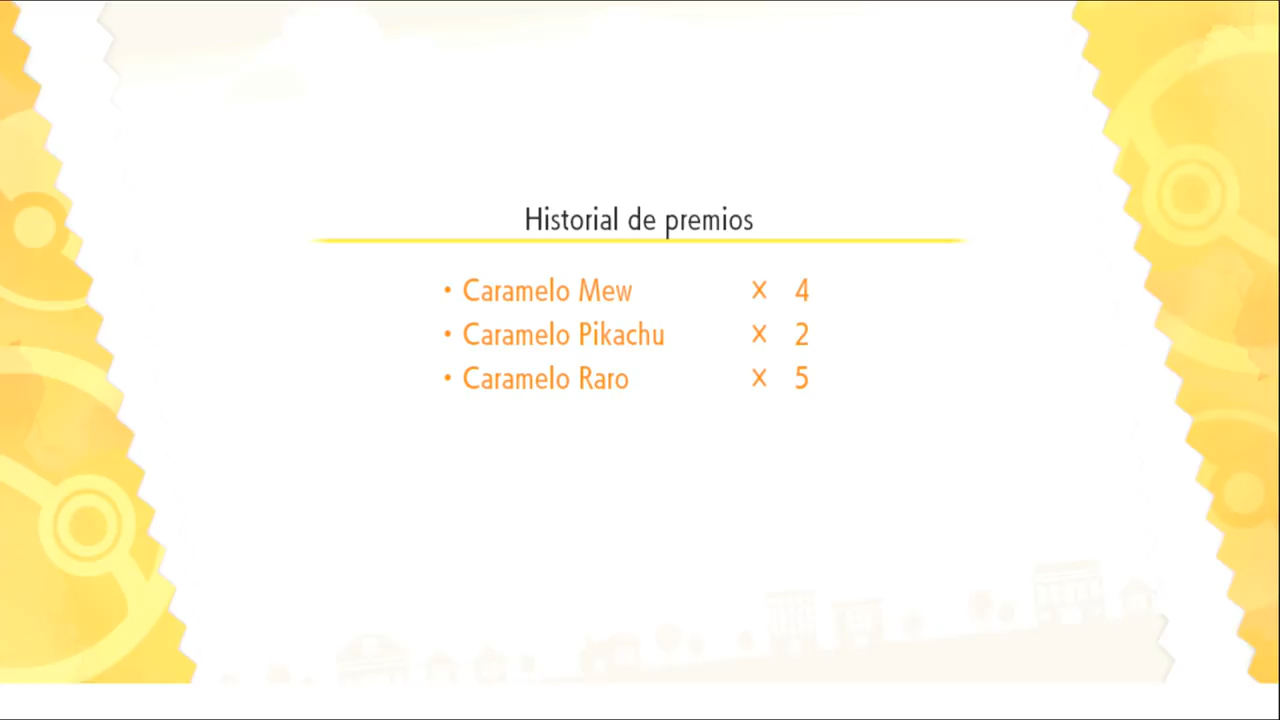 Historial de premios
• Caramelo Mew × 4
• Caramelo Pikachu × 2
• Caramelo Raro × 5